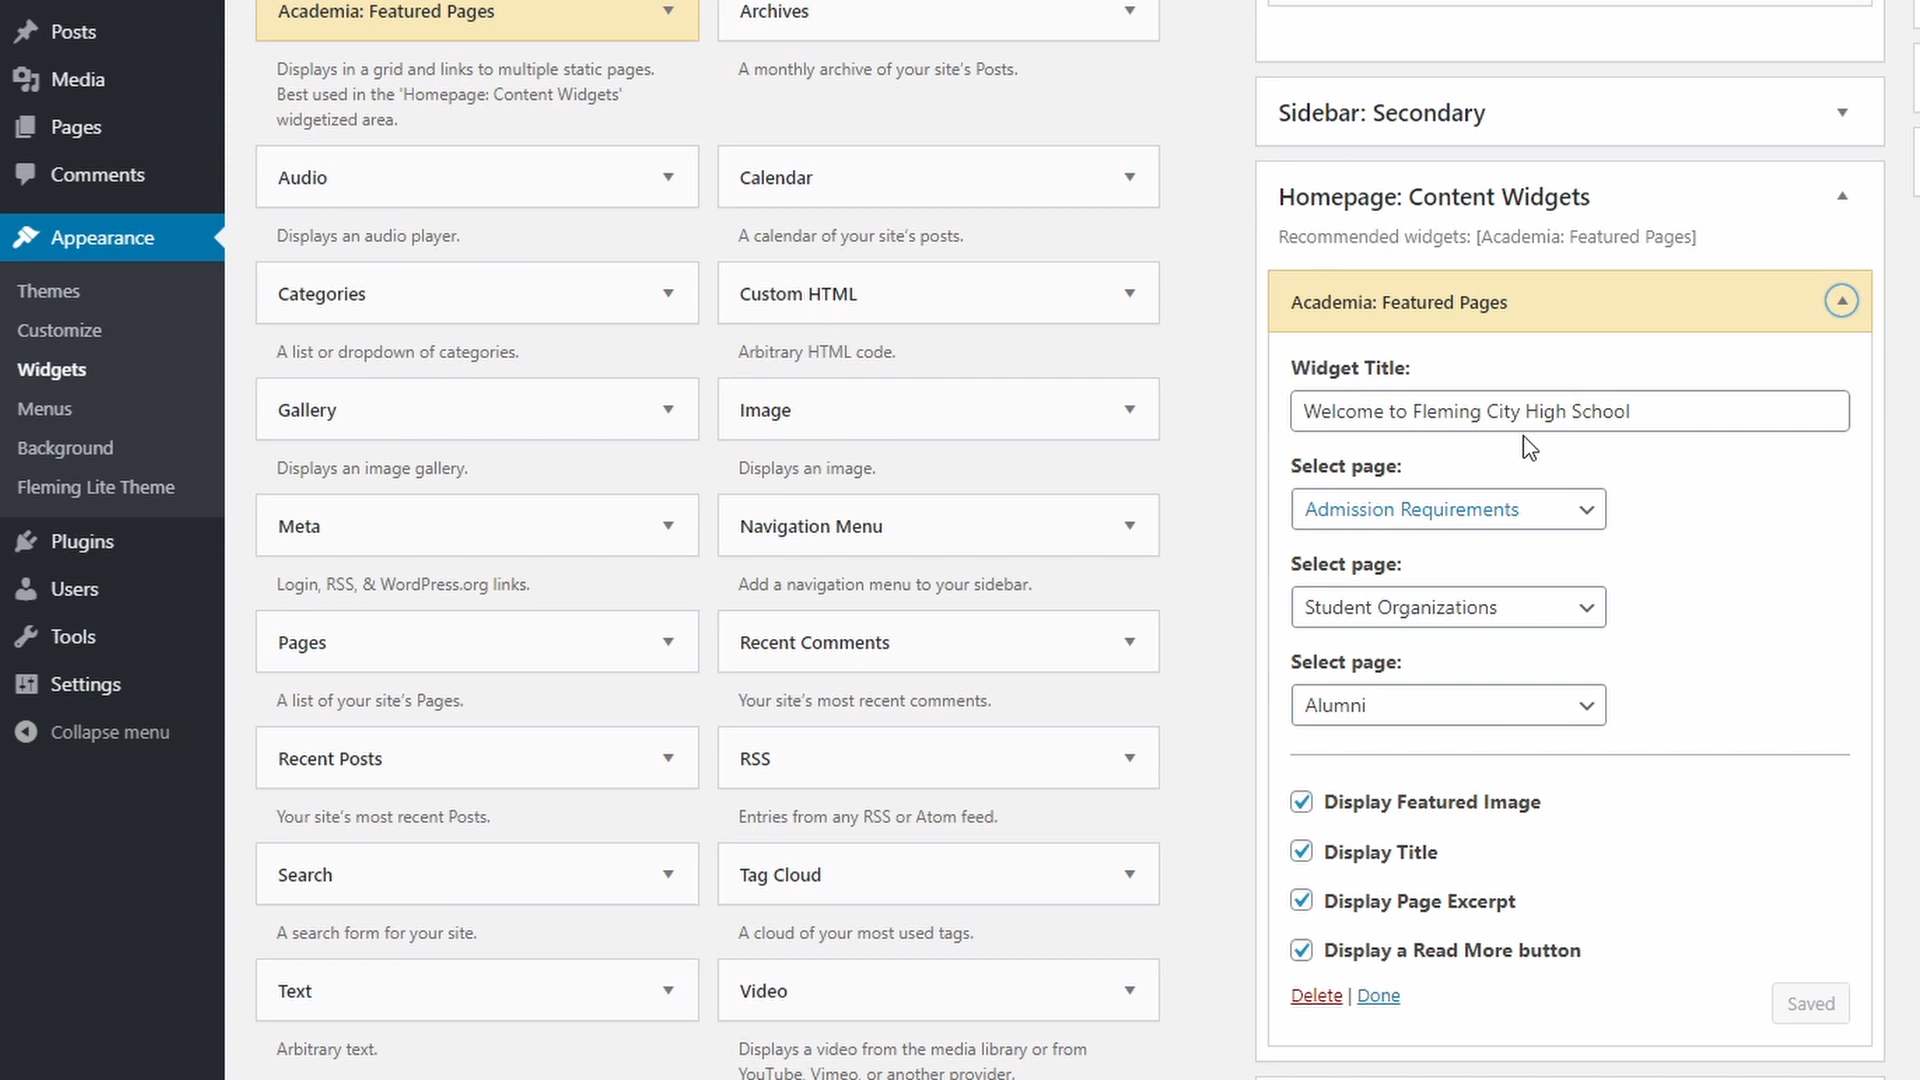 Posts
Media
Pages
Comments
Appearance
Themes
Customize
Widgets
Menus
Background
Fleming Lite Theme
Plugins
Users
Tools
Settings
Collapse menu
Academia: Featured Pages
Displays in a grid and links to multiple static pages.
Best used in the 'Homepage: Content Widgets'
widgetized area.
Archives
A monthly archive of your site's Posts.
Audio
Displays an audio player.
Calendar
A calendar of your site's posts.
Categories
A list or dropdown of categories.
Custom HTML
Arbitrary HTML code.
Gallery
Displays an image gallery.
Image
Displays an image.
Meta
Login, RSS, & WordPress.org links.
Navigation Menu
Add a navigation menu to your sidebar.
Pages
A list of your site's Pages.
Recent Comments
Your site's most recent comments.
Recent Posts
Your site's most recent Posts.
RSS
Entries from any RSS or Atom feed.
Search
A search form for your site.
Tag Cloud
A cloud of your most used tags.
Text
Arbitrary text.
Video
Displays a video from the media library or from
YouTube, Vimeo, or another provider.
Sidebar: Secondary
Homepage: Content Widgets
Recommended widgets: [Academia: Featured Pages]
Academia: Featured Pages
Widget Title:
Welcome to Fleming City High School
Select page:
Admission Requirements
Select page:
Student Organizations
Select page:
Alumni
Display Featured Image
Display Title
Display Page Excerpt
Display a Read More button
Delete | Done
Saved